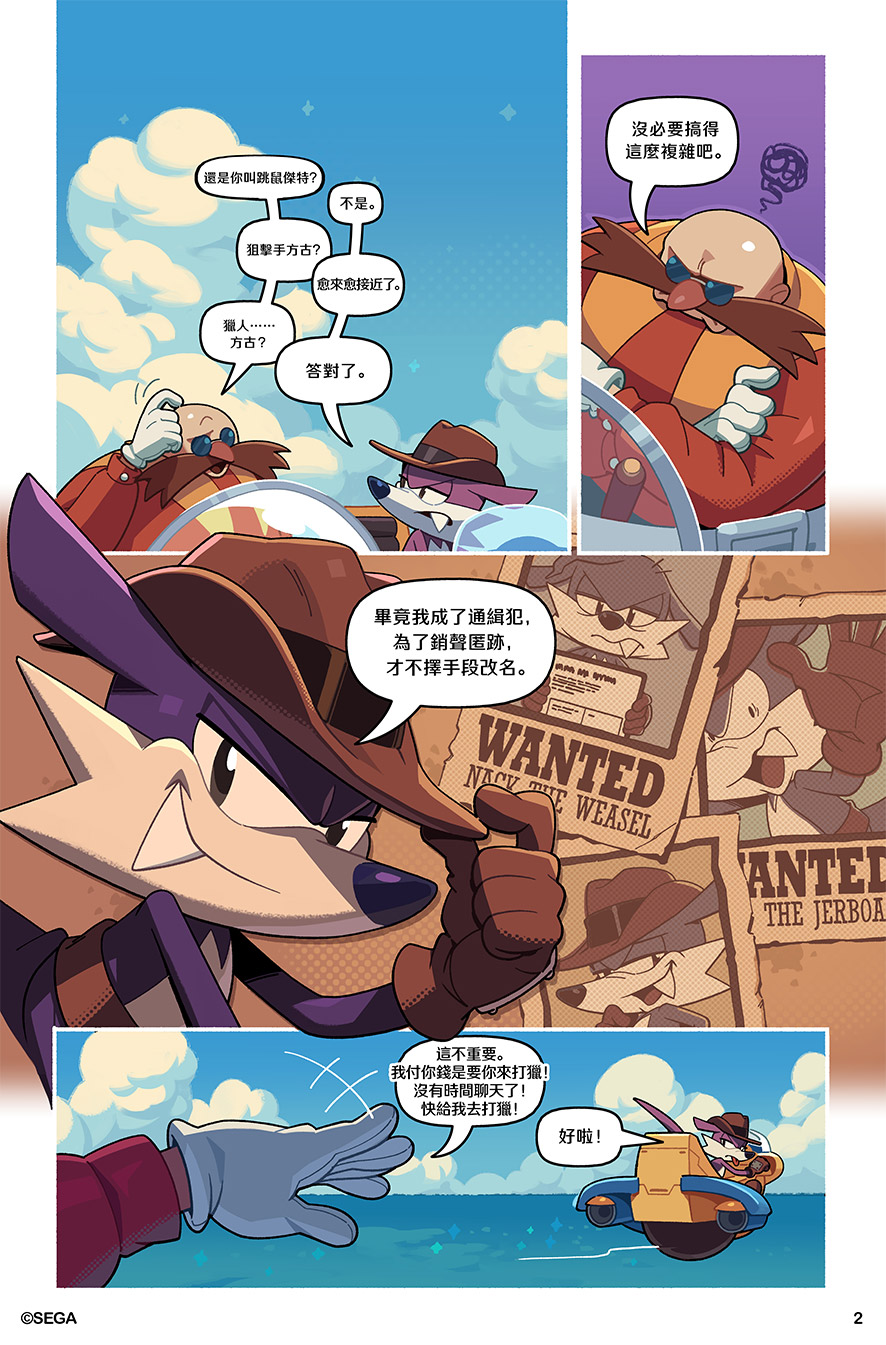 還是你叫跳鼠傑特？
不是。
狙擊手方古？
愈來愈接近了。
獵人……
方古？
答對了。
沒必要搞得
這麼複雜吧。
畢竟我成了通緝犯，
為了銷聲匿跡，
才不擇手段改名。
WANTED
NACK THE WEASEL
WANTED
THE JERBOA
這不重要。
我付你錢是要你來打獵！
沒有時間聊天了！
快給我去打獵！
好啦！
©SEGA
2